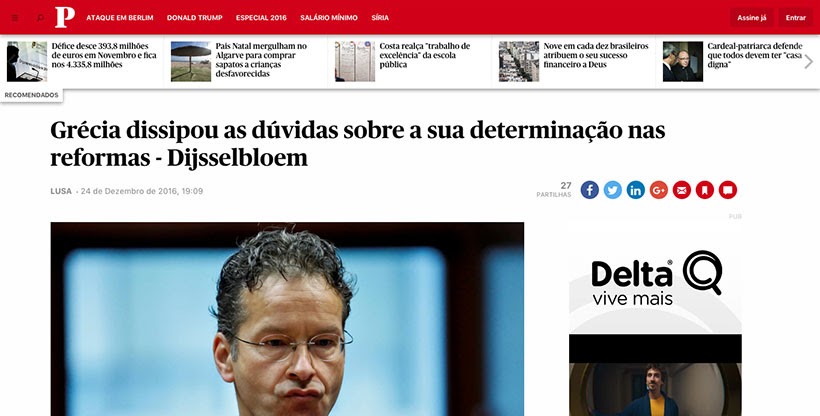 P
ATAQUE EM BERLIM
DONALD TRUMP
ESPECIAL 2016
SALÁRIO MÍNIMO
SÍRIA
Assine já
Entrar
Défice desce 393,8 milhões
de euros em Novembro e fica
nos 4.335,8 milhões
Pais Natal mergulham no
Algarve para comprar
sapatos a crianças
desfavorecidas
Costa realça "trabalho de
excelência" da escola
pública
Nove em cada dez brasileiros
atribuem o seu sucesso
financeiro a Deus
Cardeal-patriarca defende
que todos devem ter "casa
digna"
RECOMENDADOS
Grécia dissipou as dúvidas sobre a sua determinação nas
reformas - Dijsselbloem
LUSA - 24 de Dezembro de 2016, 19:09
27
PARTILHAS
f
in
G+
PUB
Delta Q
vive mais